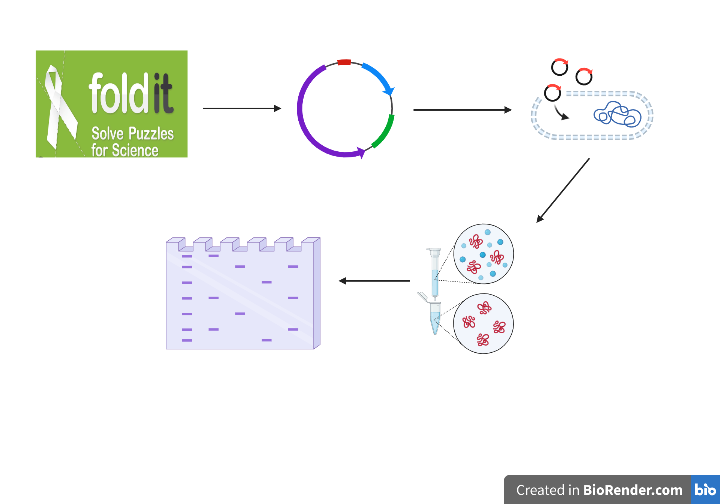 foldit
Solve Puzzles
for Science
Created in BioRender.com bio